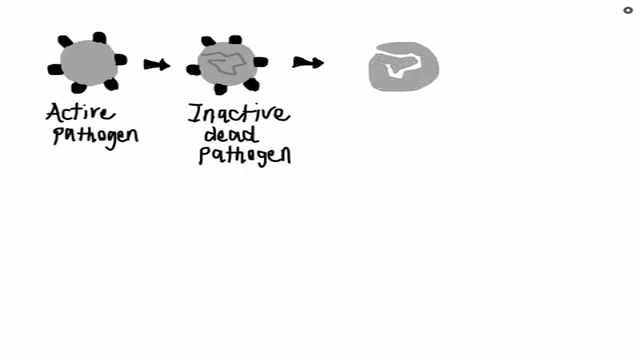 Active
pathogen
Inactive
dead
pathogen